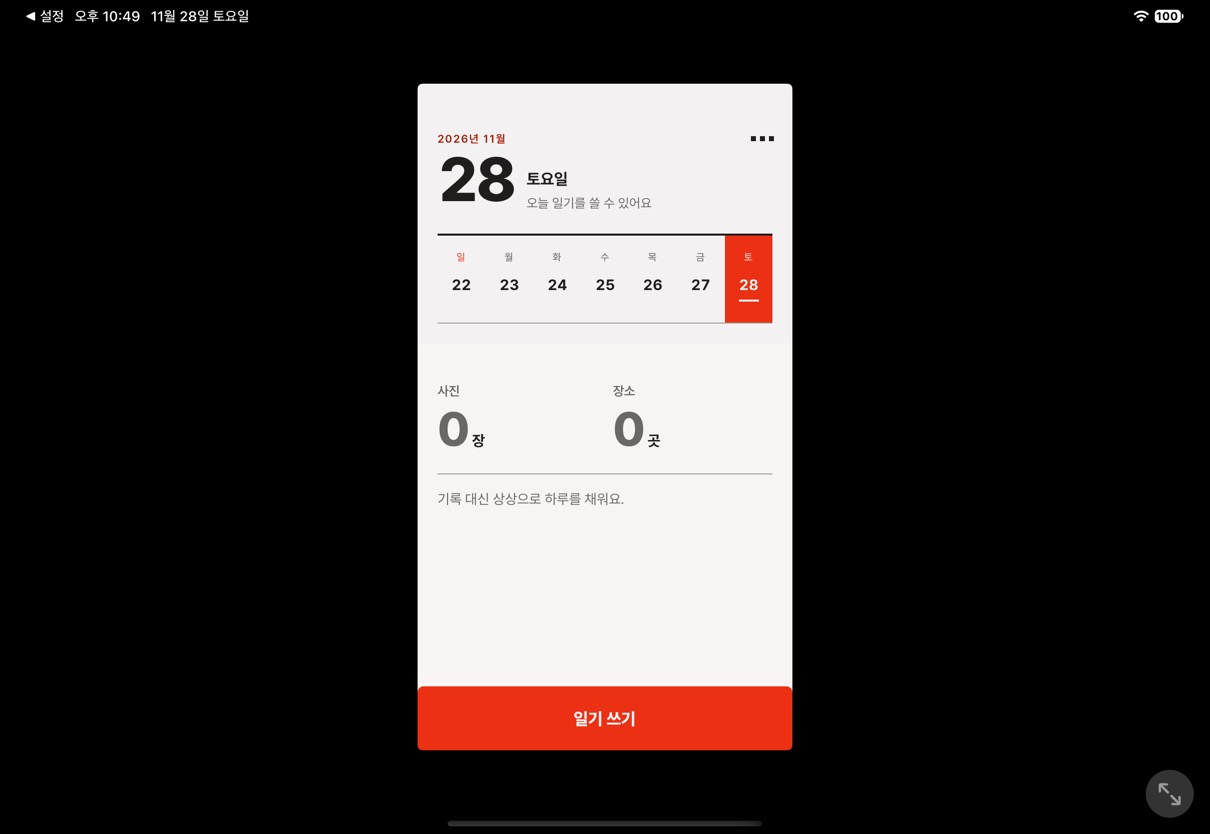 ◀ 설정 오후 10:49 11월 28일 토요일
100
2026년 11월
28
토요일
오늘 일기를 쓸 수 있어요
일 월 화 수 목 금 토
22 23 24 25 26 27 28
사진 장소
0장 0곳
기록 대신 상상으로 하루를 채워요.
일기 쓰기